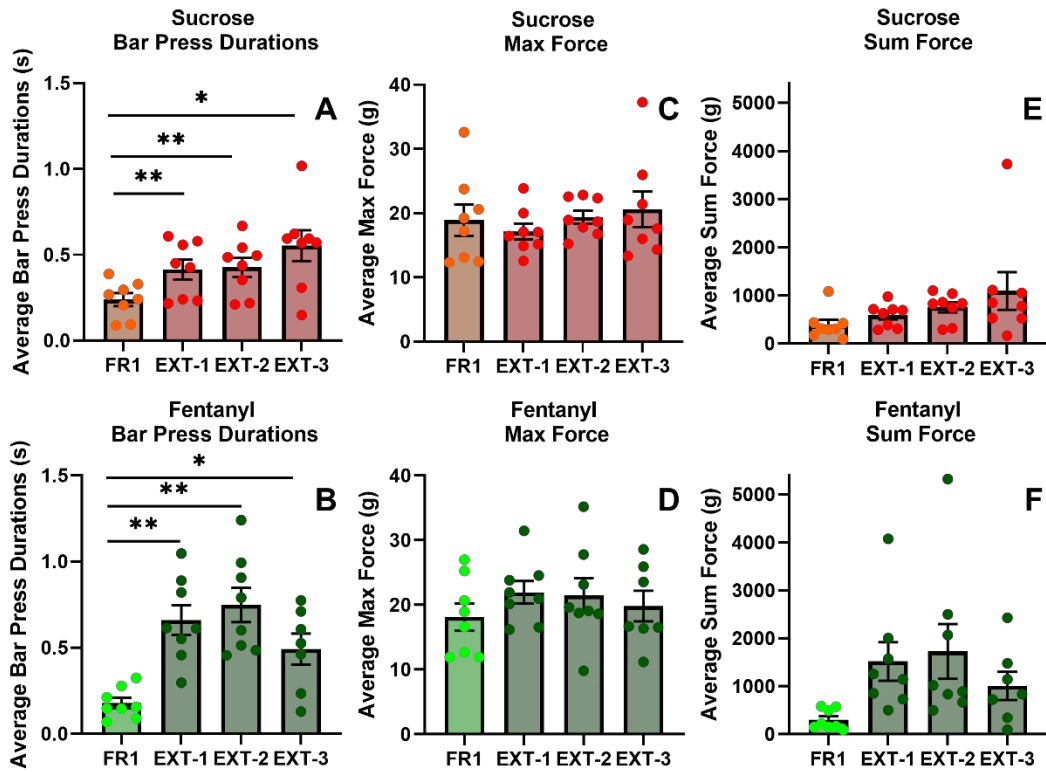 Sucrose
Bar Press Durations
Average Bar Press Durations (s)
1.5
1.0
0.5
0.0
A
*
**
**
FR1 EXT-1 EXT-2 EXT-3
Sucrose
Max Force
Average Max Force (g)
40
30
20
10
0
C
FR1 EXT-1 EXT-2 EXT-3
Sucrose
Sum Force
Average Sum Force (g)
5000
4000
3000
2000
1000
0
E
FR1 EXT-1 EXT-2 EXT-3
Fentanyl
Bar Press Durations
Average Bar Press Durations (s)
1.5
1.0
0.5
0.0
B
*
**
**
FR1 EXT-1 EXT-2 EXT-3
Fentanyl
Max Force
Average Max Force (g)
40
30
20
10
0
D
FR1 EXT-1 EXT-2 EXT-3
Fentanyl
Sum Force
Average Sum Force (g)
5000
4000
3000
2000
1000
0
F
FR1 EXT-1 EXT-2 EXT-3